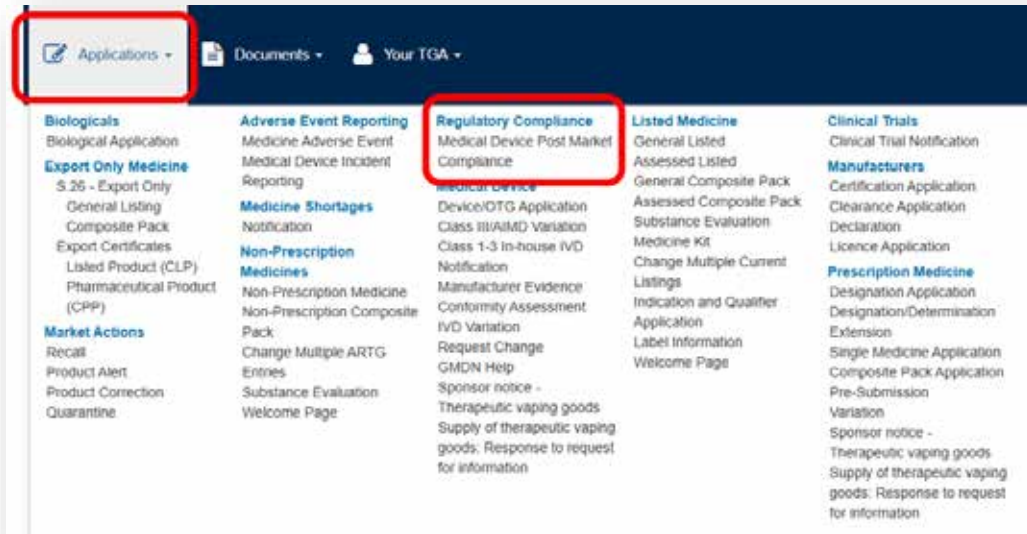 Applications
Documents
Your TGA
Biologicals
Biological Application
Export Only Medicine
S.26 - Export Only
General Listing
Composite Pack
Export Certificates
Listed Product (CLP)
Pharmaceutical Product
(CPP)
Market Actions
Recall
Product Alert
Product Correction
Quarantine
Adverse Event Reporting
Medicine Adverse Event
Medical Device Incident
Reporting
Medicine Shortages
Notification
Non-Prescription
Medicines
Non-Prescription Medicine
Non-Prescription Composite
Pack
Change Multiple ARTG
Entries
Substance Evaluation
Welcome Page
Regulatory Compliance
Medical Device Post Market
Compliance
Medical Device
Device/OTG Application
Class III/AIMD Variation
Class 1-3 In-house IVD
Notification
Manufacturer Evidence
Conformity Assessment
IVD Variation
Request Change
GMDN Help
Sponsor notice -
Therapeutic vaping goods
Supply of therapeutic vaping
goods: Response to request
for information
Listed Medicine
General Listed
Assessed Listed
General Composite Pack
Assessed Composite Pack
Substance Evaluation
Medicine Kit
Change Multiple Current
Listings
Indication and Qualifier
Application
Label Information
Welcome Page
Clinical Trials
Clinical Trial Notification
Manufacturers
Certification Application
Clearance Application
Declaration
Licence Application
Prescription Medicine
Designation Application
Designation/Determination
Extension
Single Medicine Application
Composite Pack Application
Pre-Submission
Variation
Sponsor notice -
Therapeutic vaping goods
Supply of therapeutic vaping
goods: Response to request
for information